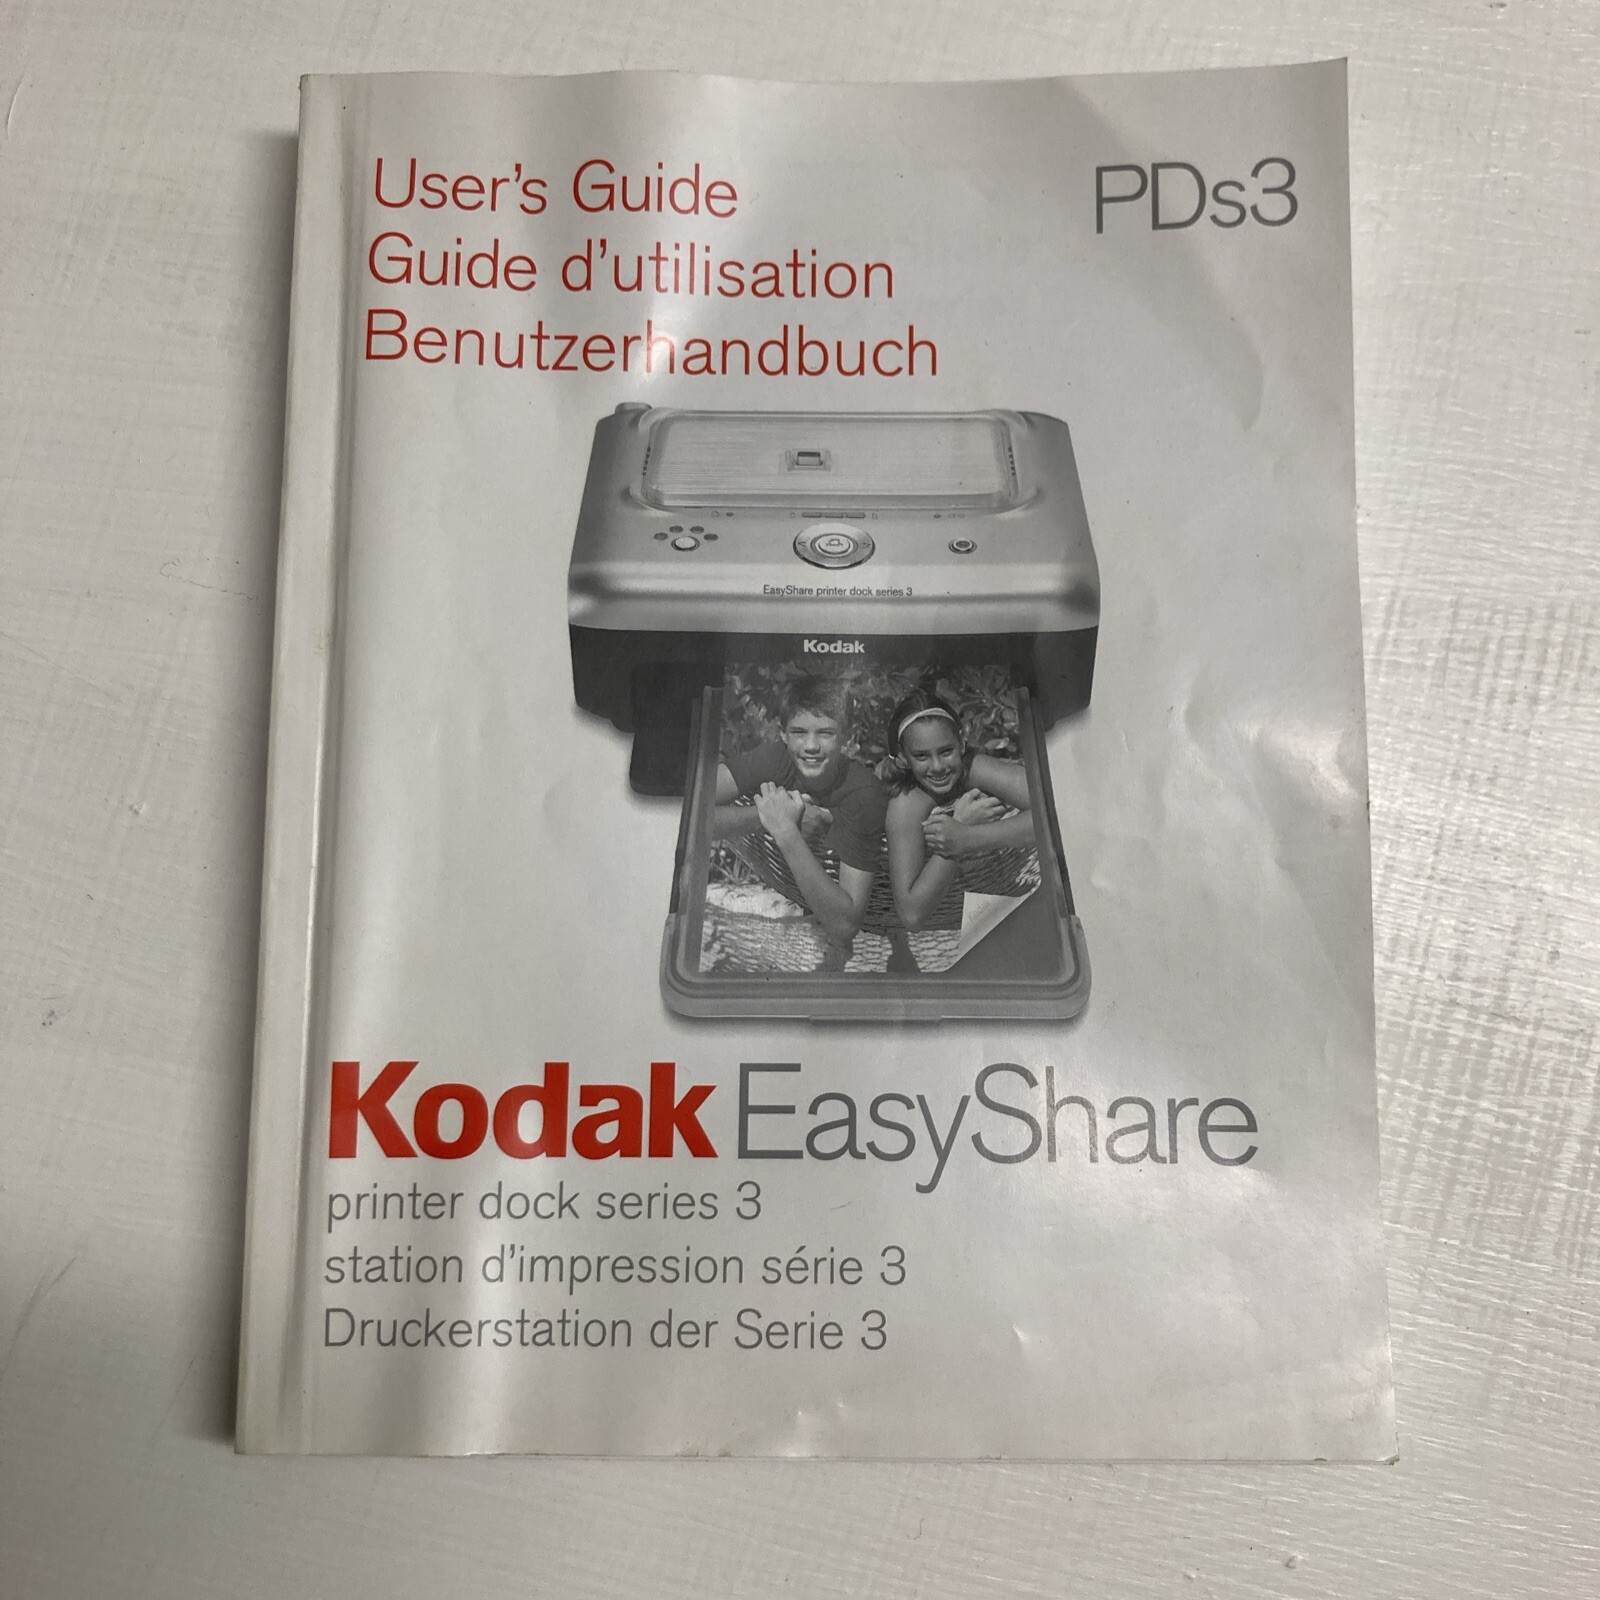 User's Guide
PDs3
Guide d'utilisation
Benutzerhandbuch
EasyShare printer dock series 3
Kodak
Kodak EasyShare
printer dock series 3
station d'impression série 3
Druckerstation der Serie 3